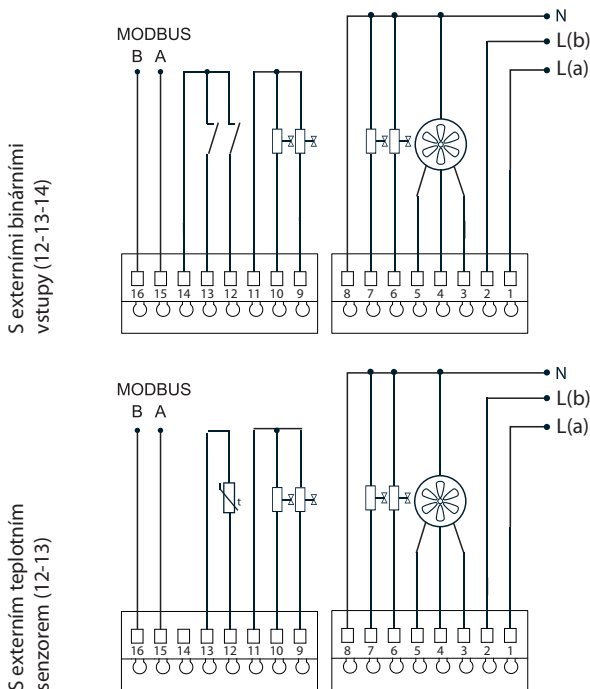 S externími binárními
vstupy (12-13-14)
MODBUS
B A
N
L(b)
L(a)
16 15 14 13 12 11 10 9
8 7 6 5 4 3 2 1
S externím teplotním
senzorem (12-13)
MODBUS
B A
t
N
L(b)
L(a)
16 15 14 13 12 11 10 9
8 7 6 5 4 3 2 1